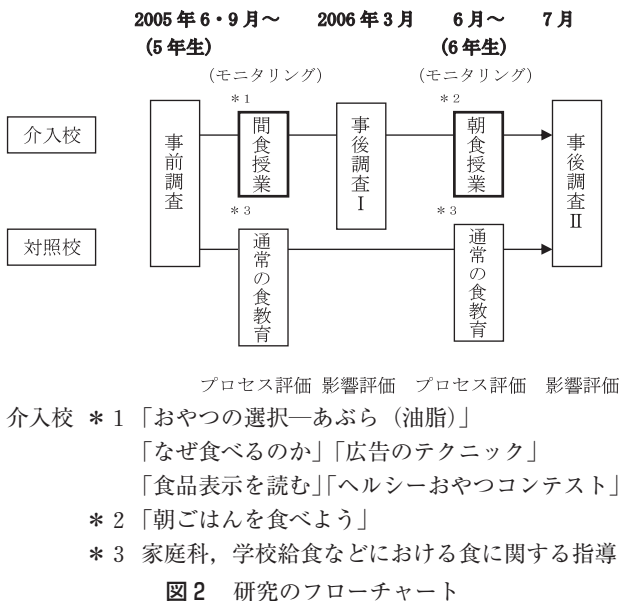 2005 年 6・9 月～ 2006 年 3 月 6 月～ 7 月
(5 年生) (6 年生)
(モニタリング) (モニタリング)
＊1 ＊2
介入校
事前調査
間食授業
事後調査Ⅰ
朝食授業
事後調査Ⅱ
＊3 ＊3
対照校
通常の食教育
通常の食教育
プロセス評価 影響評価 プロセス評価 影響評価
介入校 ＊1「おやつの選択―あぶら（油脂）」
「なぜ食べるのか」「広告のテクニック」
「食品表示を読む」「ヘルシーおやつコンテスト」
＊2「朝ごはんを食べよう」
＊3 家庭科，学校給食などにおける食に関する指導
図2 研究のフローチャート